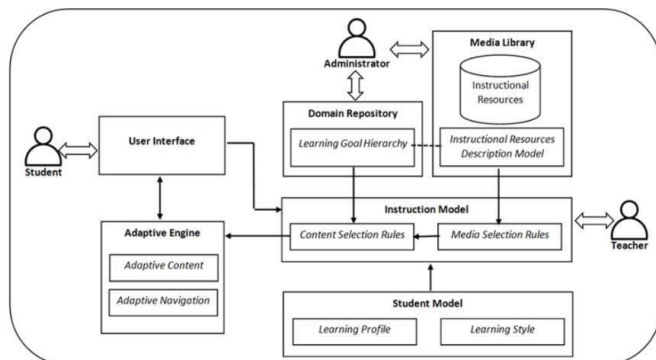 Administrator
Media Library
Instructional
Resources
Domain Repository
Learning Goal Hierarchy
Instructional Resources
Description Model
User Interface
Student
Instruction Model
Content Selection Rules
Media Selection Rules
Teacher
Adaptive Engine
Adaptive Content
Adaptive Navigation
Student Model
Learning Profile
Learning Style